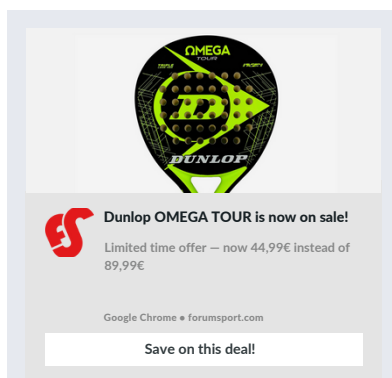 ΩMEGA
TOUR
DUNLOP
Dunlop OMEGA TOUR is now on sale!
Limited time offer — now 44,99€ instead of
89,99€
Google Chrome • forumsport.com
Save on this deal!